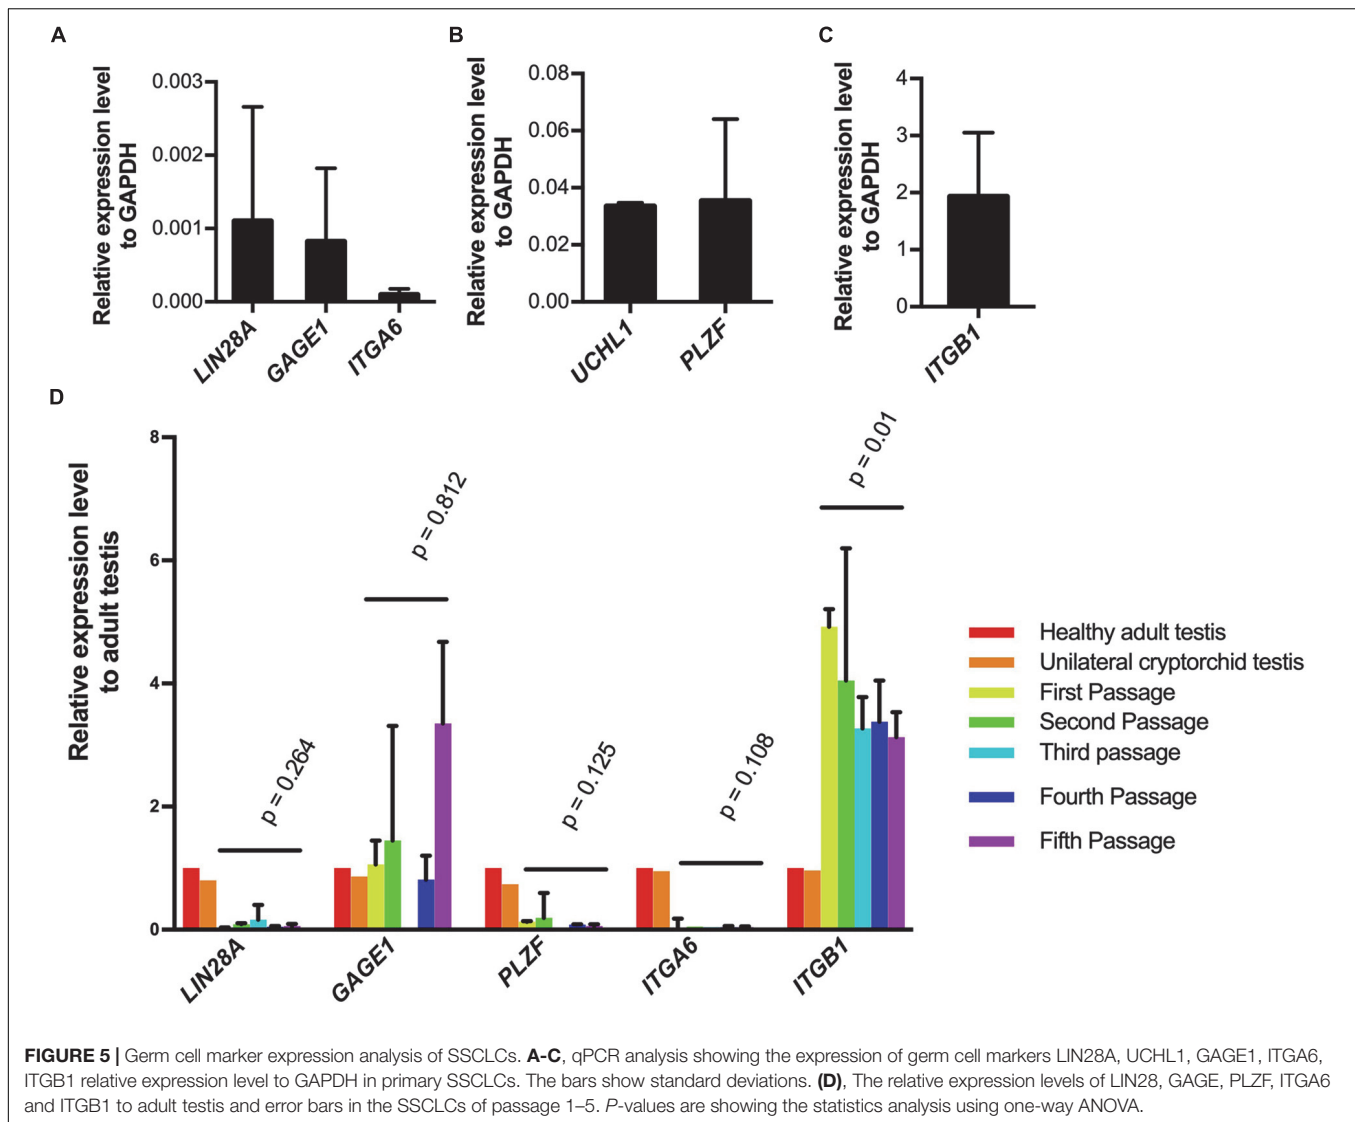 A
Relative expression level
to GAPDH
0.003
0.002
0.001
0.000
LIN28A
GAGE1
ITGA6
B
Relative expression level
to GAPDH
0.08
0.06
0.04
0.02
0.00
UCHL1
PLZF
C
Relative expression level
to GAPDH
4
3
2
1
0
ITGB1
D
Relative expression level
to adult testis
8
6
4
2
0
p = 0.264
p = 0.812
p = 0.125
p = 0.108
p = 0.01
LIN28A
GAGE1
PLZF
ITGA6
ITGB1
Healthy adult testis
Unilateral cryptorchid testis
First Passage
Second Passage
Third passage
Fourth Passage
Fifth Passage
FIGURE 5 | Germ cell marker expression analysis of SSCLCs. A-C, qPCR analysis showing the expression of germ cell markers LIN28A, UCHL1, GAGE1, ITGA6,
ITGB1 relative expression level to GAPDH in primary SSCLCs. The bars show standard deviations. (D), The relative expression levels of LIN28, GAGE, PLZF, ITGA6
and ITGB1 to adult testis and error bars in the SSCLCs of passage 1–5. P-values are showing the statistics analysis using one-way ANOVA.